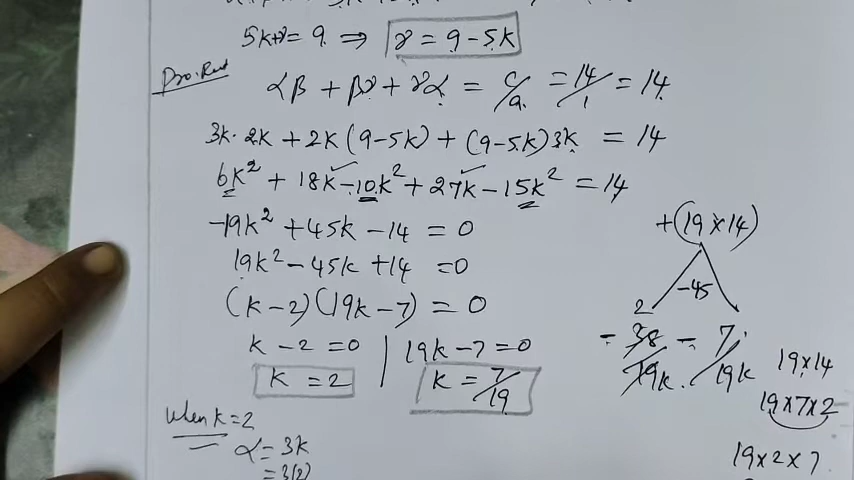 5k+γ = 9 ⇒ γ = 9-5k
αβ + βγ + γα = c/a = 14/1 = 14
3k·2k + 2k(9-5k) + (9-5k)3k = 14
6k² + 18k - 10k² + 27k - 15k² = 14
-19k² + 45k - 14 = 0
19k² - 45k + 14 = 0
(k-2)(19k-7) = 0
k - 2 = 0 | 19k - 7 = 0
k = 2 | k = 7/19
when k = 2
α = 3k
= 3(2)
+(19×14)
-45
2
-38/19k - 7/19k
19×14
19×7×2
19×2×7